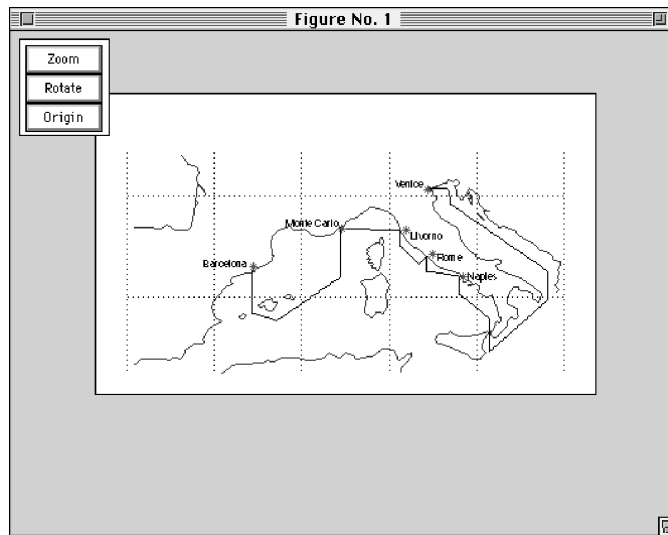 Figure No. 1
Zoom
Rotate
Origin
Venice
Monte Carlo
Livorno
Rome
Barcelona
Naples